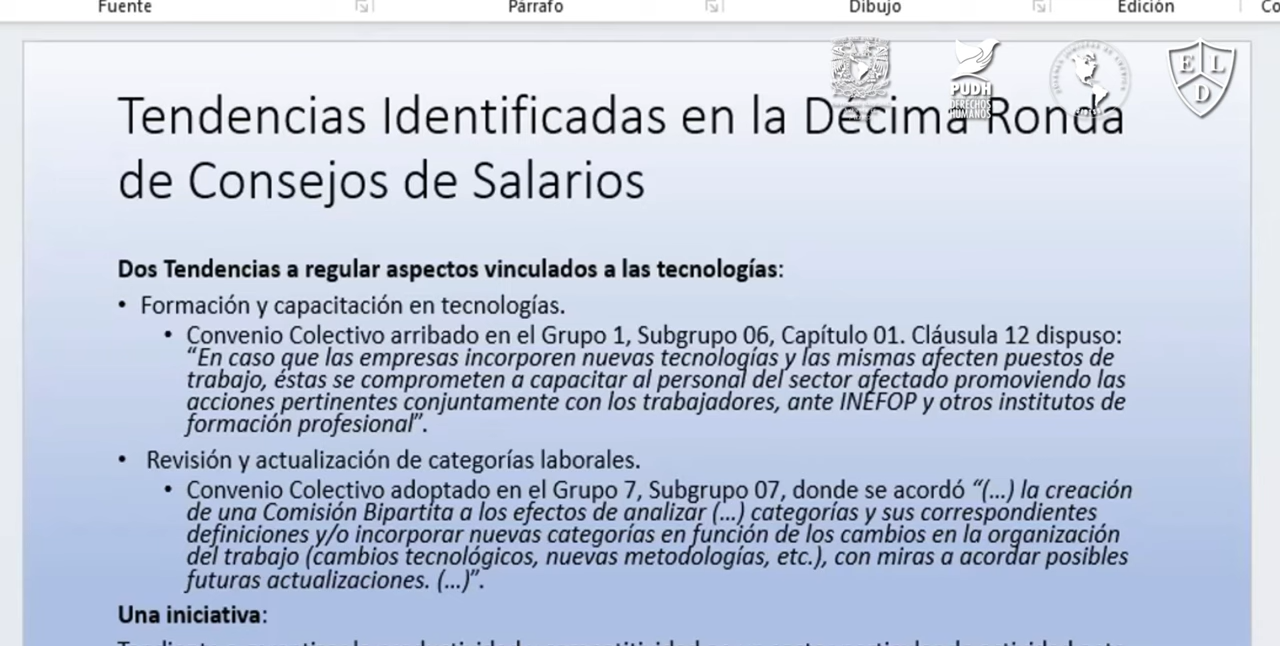 Fuente Párrafo Dibujo Edición Co
PUDH
DERECHOS
HUMANOS
E L
D
Tendencias Identificadas en la Décima Ronda
de Consejos de Salarios
Dos Tendencias a regular aspectos vinculados a las tecnologías:
• Formación y capacitación en tecnologías.
• Convenio Colectivo arribado en el Grupo 1, Subgrupo 06, Capítulo 01. Cláusula 12 dispuso:
“En caso que las empresas incorporen nuevas tecnologías y las mismas afecten puestos de
trabajo, éstas se comprometen a capacitar al personal del sector afectado promoviendo las
acciones pertinentes conjuntamente con los trabajadores, ante INEFOP y otros institutos de
formación profesional”.
• Revisión y actualización de categorías laborales.
• Convenio Colectivo adoptado en el Grupo 7, Subgrupo 07, donde se acordó “(...) la creación
de una Comisión Bipartita a los efectos de analizar (...) categorías y sus correspondientes
definiciones y/o incorporar nuevas categorías en función de los cambios en la organización
del trabajo (cambios tecnológicos, nuevas metodologías, etc.), con miras a acordar posibles
futuras actualizaciones. (...)”.
Una iniciativa: